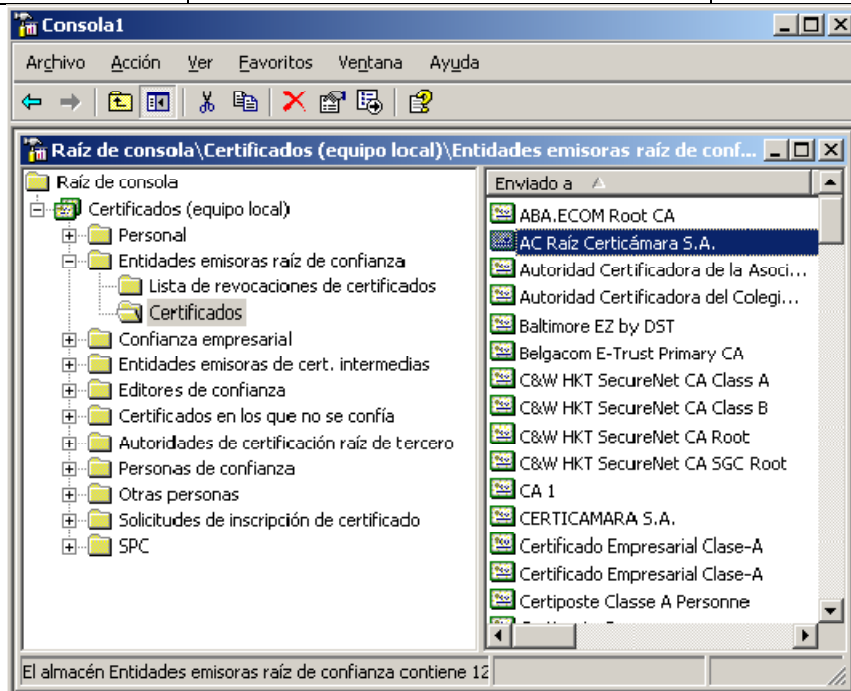 Consola1
Archivo Acción Ver Favoritos Ventana Ayuda
Raíz de consola\Certificados (equipo local)\Entidades emisoras raíz de conf...
Raíz de consola
Certificados (equipo local)
Personal
Entidades emisoras raíz de confianza
Lista de revocaciones de certificados
Certificados
Confianza empresarial
Entidades emisoras de cert. intermedias
Editores de confianza
Certificados en los que no se confía
Autoridades de certificación raíz de tercero
Personas de confianza
Otras personas
Solicitudes de inscripción de certificado
SPC
Enviado a
ABA.ECOM Root CA
AC Raíz Certicámara S.A.
Autoridad Certificadora de la Asoci...
Autoridad Certificadora del Colegi...
Baltimore EZ by DST
Belgacom E-Trust Primary CA
C&W HKT SecureNet CA Class A
C&W HKT SecureNet CA Class B
C&W HKT SecureNet CA Root
C&W HKT SecureNet CA SGC Root
CA 1
CERTICAMARA S.A.
Certificado Empresarial Clase-A
Certificado Empresarial Clase-A
Certiposte Classe A Personne
El almacén Entidades emisoras raíz de confianza contiene 12